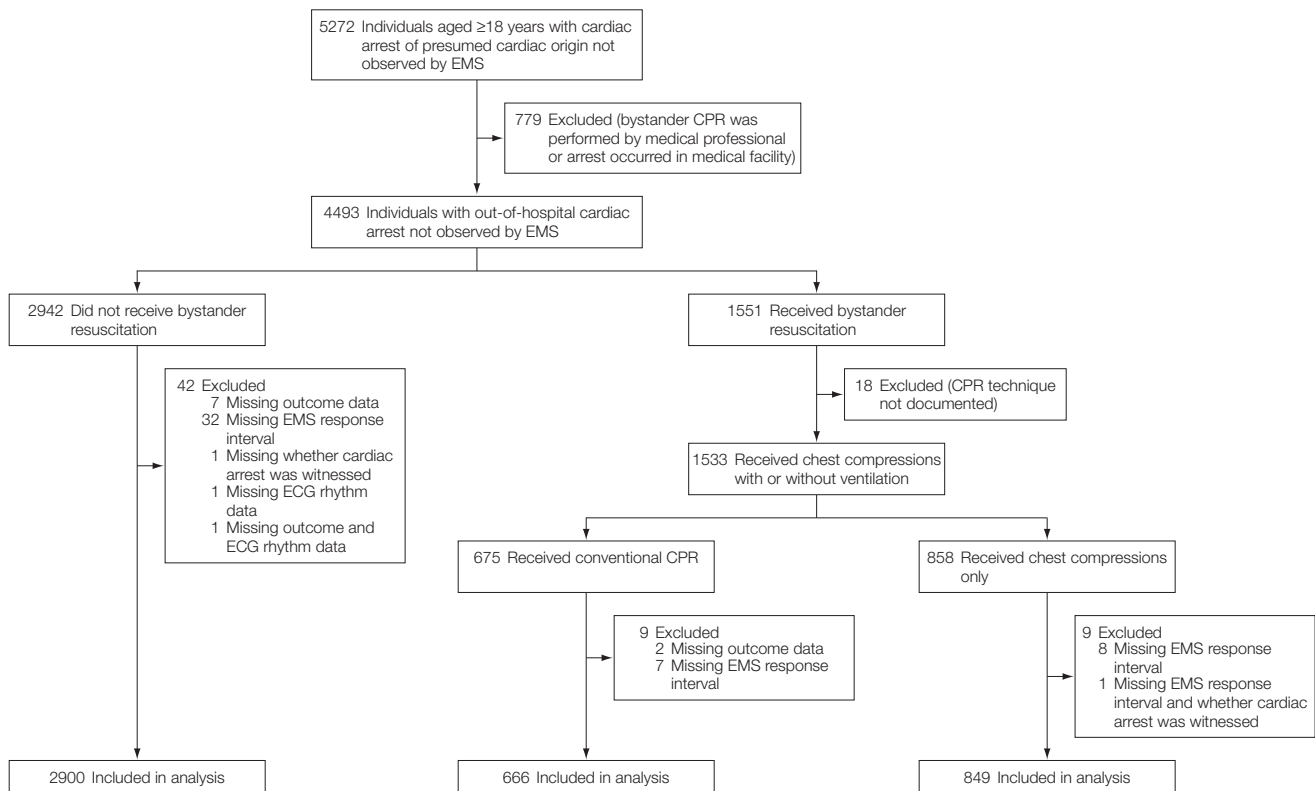 5272 Individuals aged ≥18 years with cardiac
arrest of presumed cardiac origin not
observed by EMS
779 Excluded (bystander CPR was
performed by medical professional
or arrest occurred in medical facility)
4493 Individuals with out-of-hospital cardiac
arrest not observed by EMS
2942 Did not receive bystander
resuscitation
1551 Received bystander
resuscitation
42 Excluded
7 Missing outcome data
32 Missing EMS response
interval
1 Missing whether cardiac
arrest was witnessed
1 Missing ECG rhythm
data
1 Missing outcome and
ECG rhythm data
18 Excluded (CPR technique
not documented)
1533 Received chest compressions
with or without ventilation
675 Received conventional CPR
858 Received chest compressions
only
9 Excluded
2 Missing outcome data
7 Missing EMS response
interval
9 Excluded
8 Missing EMS response
interval
1 Missing EMS response
interval and whether cardiac
arrest was witnessed
2900 Included in analysis
666 Included in analysis
849 Included in analysis